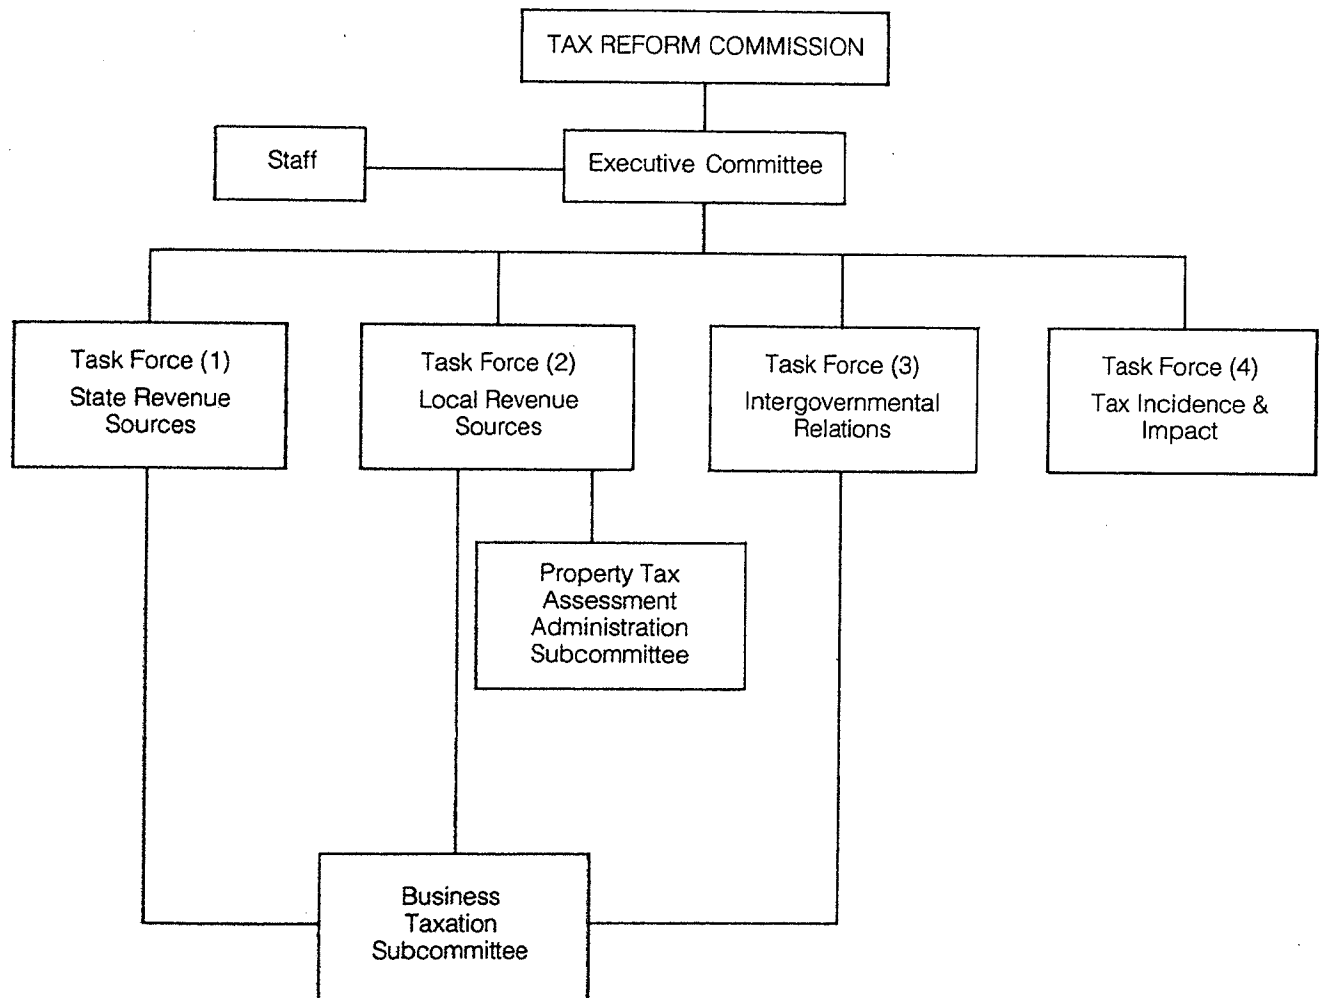 TAX REFORM COMMISSION
Staff
Executive Committee
Task Force (1)
State Revenue
Sources
Task Force (2)
Local Revenue
Sources
Task Force (3)
Intergovernmental
Relations
Task Force (4)
Tax Incidence &
Impact
Property Tax
Assessment
Administration
Subcommittee
Business
Taxation
Subcommittee